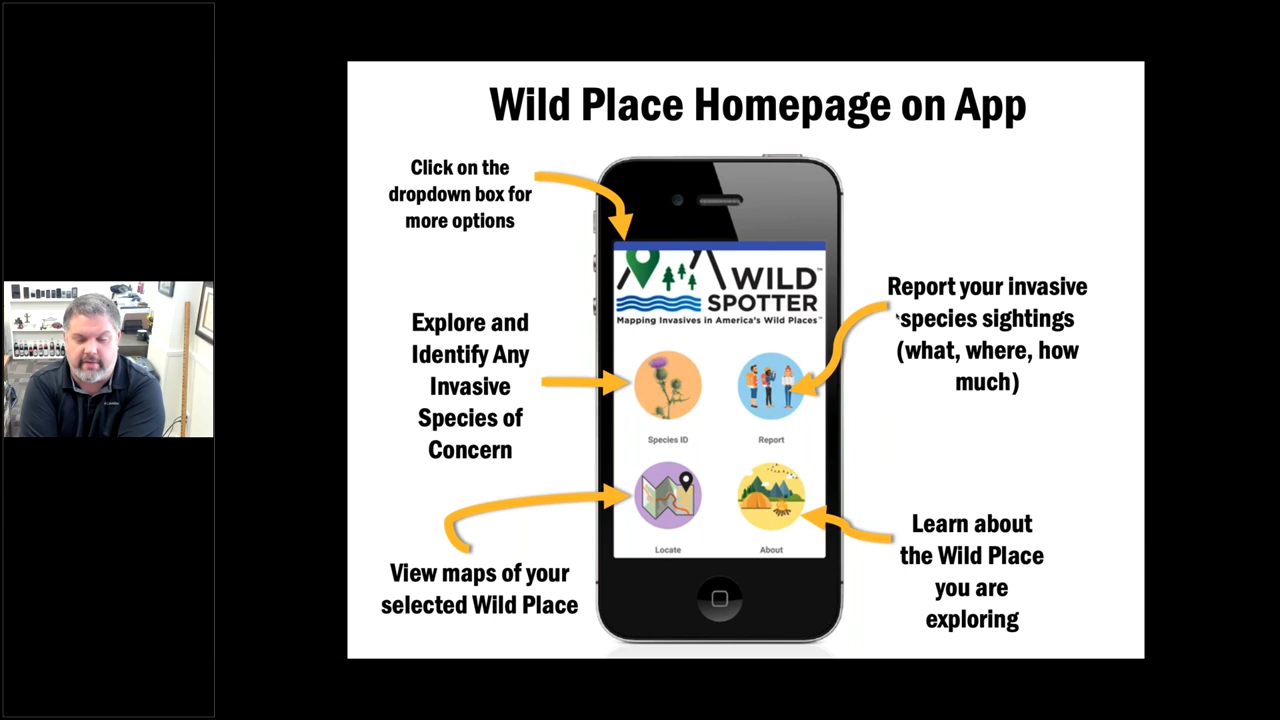 Wild Place Homepage on App
Click on the
dropdown box for
more options
WILD™
SPOTTER
Mapping Invasives in America's Wild Places™
Explore and
Identify Any
Invasive
Species of
Concern
Report your invasive
species sightings
(what, where, how
much)
Species ID
Report
Locate
About
View maps of your
selected Wild Place
Learn about
the Wild Place
you are
exploring